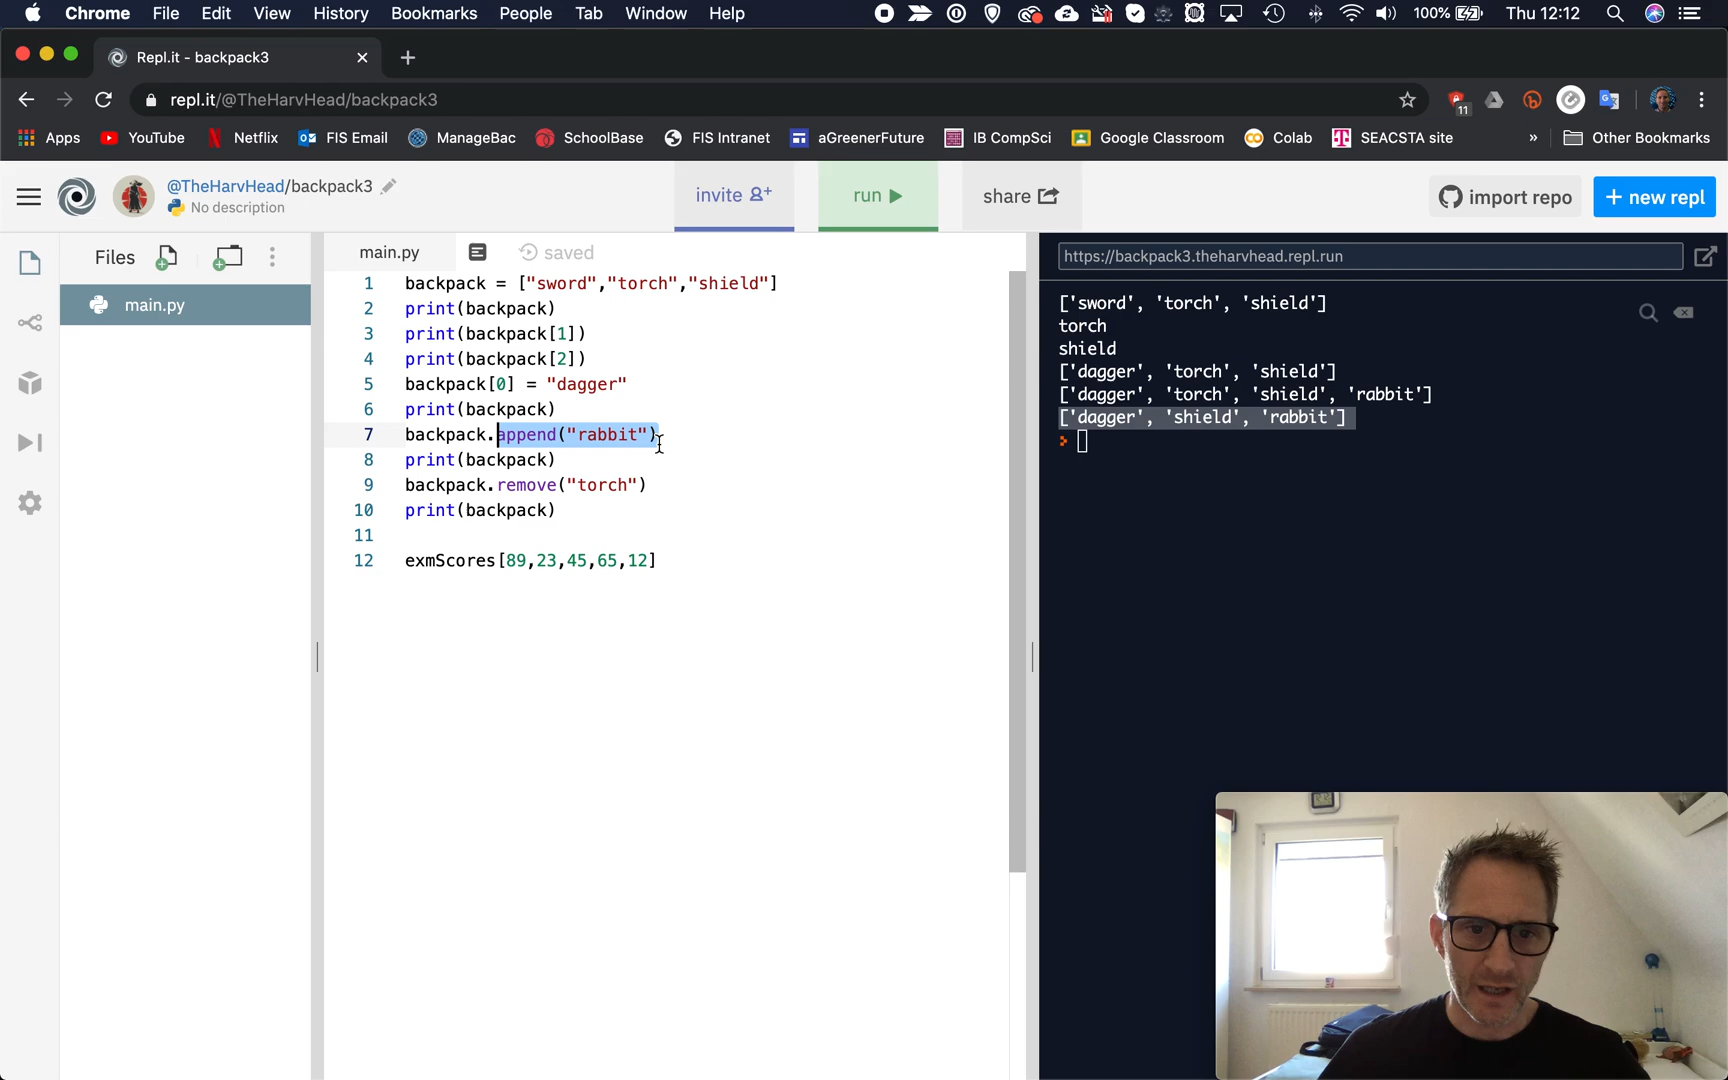 Chrome File Edit View History Bookmarks People Tab Window Help 100% Thu 12:12
Repl.it - backpack3
repl.it/@TheHarvHead/backpack3 11
Apps YouTube Netflix FIS Email ManageBac SchoolBase FIS Intranet aGreenerFuture IB CompSci Google Classroom Colab SEACSTA site » Other Bookmarks
@TheHarvHead/backpack3
No description
invite run share import repo + new repl
Files main.py saved
main.py
1 backpack = ["sword","torch","shield"]
2 print(backpack)
3 print(backpack[1])
4 print(backpack[2])
5 backpack[0] = "dagger"
6 print(backpack)
7 backpack.append("rabbit")
8 print(backpack)
9 backpack.remove("torch")
10 print(backpack)
11
12 exmScores[89,23,45,65,12]
https://backpack3.theharvhead.repl.run
['sword', 'torch', 'shield']
torch
shield
['dagger', 'torch', 'shield']
['dagger', 'torch', 'shield', 'rabbit']
['dagger', 'shield', 'rabbit']